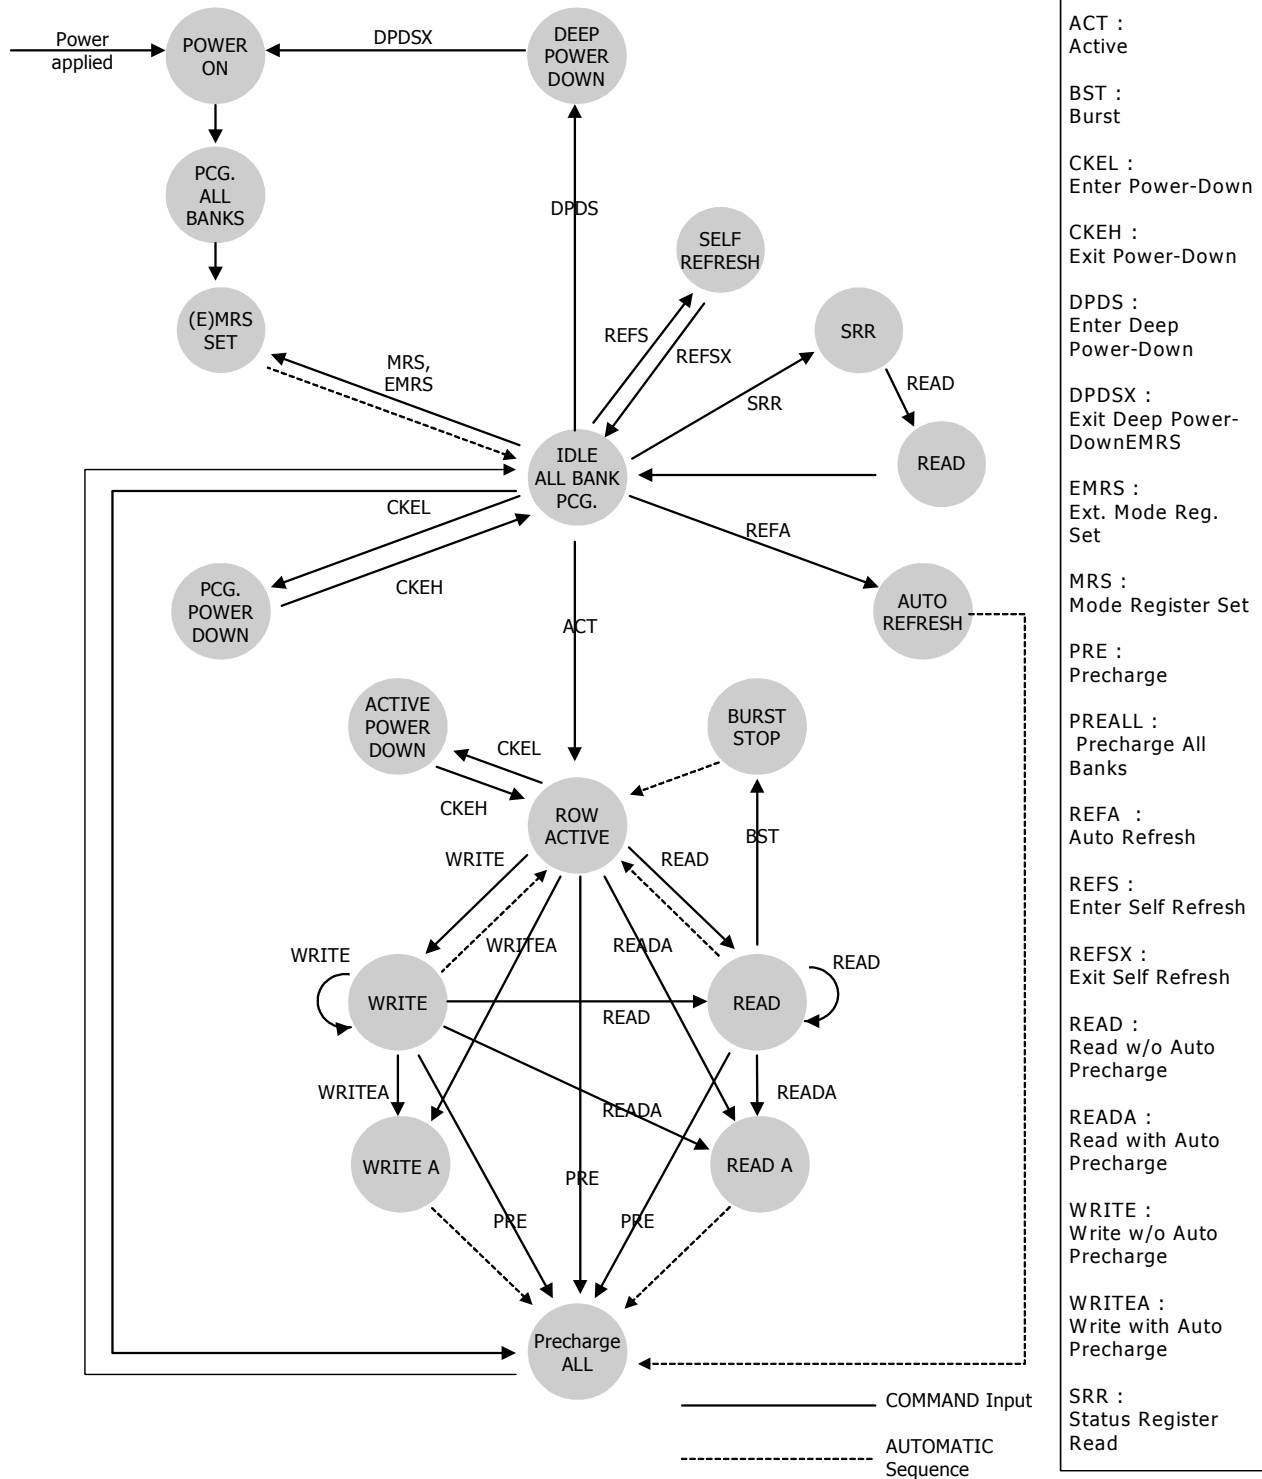 Power
applied
POWER
ON
DPDSX
DEEP
POWER
DOWN
PCG.
ALL
BANKS
DPDS
SELF
REFRESH
(E)MRS
SET
MRS,
EMRS
REFS
REFSX
SRR
SRR
READ
READ
IDLE
ALL BANK
PCG.
CKEL
CKEH
PCG.
POWER
DOWN
REFA
AUTO
REFRESH
ACT
ACTIVE
POWER
DOWN
CKEL
CKEH
BURST
STOP
ROW
ACTIVE
BST
WRITE
READ
WRITEA
READA
WRITE
WRITE
READ
READ
READ
WRITEA
READA
READA
WRITE A
READ A
PRE
PRE
PRE
Precharge
ALL
COMMAND Input
AUTOMATIC
Sequence
ACT :
Active
BST :
Burst
CKEL :
Enter Power-Down
CKEH :
Exit Power-Down
DPDS :
Enter Deep
Power-Down
DPDSX :
Exit Deep Power-
DownEMRS
EMRS :
Ext. Mode Reg.
Set
MRS :
Mode Register Set
PRE :
Precharge
PREALL :
Precharge All
Banks
REFA :
Auto Refresh
REFS :
Enter Self Refresh
REFSX :
Exit Self Refresh
READ :
Read w/o Auto
Precharge
READA :
Read with Auto
Precharge
WRITE :
Write w/o Auto
Precharge
WRITEA :
Write with Auto
Precharge
SRR :
Status Register
Read